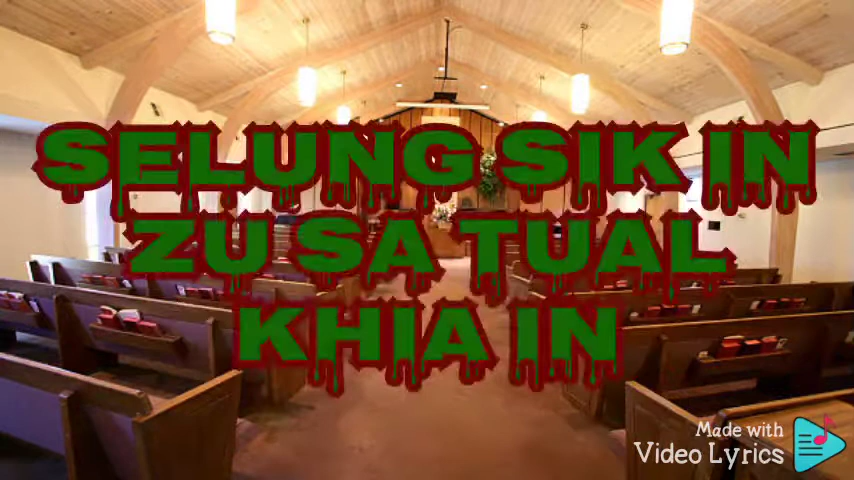 SELUNG SIK IN
ZU SA TUAL
KHIA IN
Made with
Video Lyrics